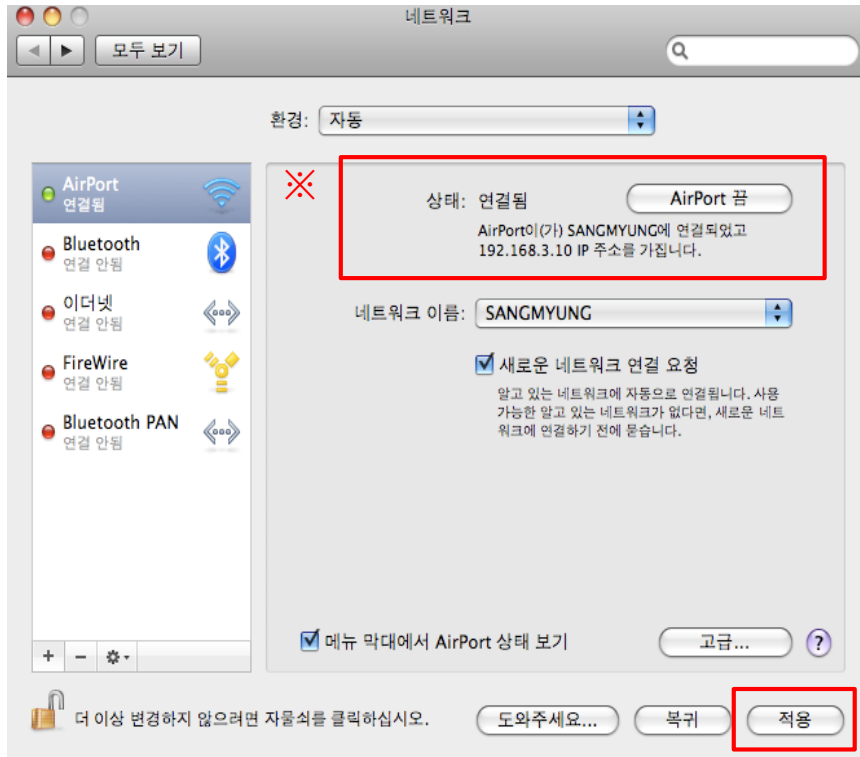 네트워크
모두 보기
환경: 자동
AirPort
연결됨
Bluetooth
연결 안됨
이더넷
연결 안됨
FireWire
연결 안됨
Bluetooth PAN
연결 안됨
※
상태: 연결됨 AirPort 끔
AirPort이(가) SANGMYUNG에 연결되었고
192.168.3.10 IP 주소를 가집니다.
네트워크 이름: SANGMYUNG
새로운 네트워크 연결 요청
알고 있는 네트워크에 자동으로 연결됩니다. 사용
가능한 알고 있는 네트워크가 없다면, 새로운 네트
워크에 연결하기 전에 묻습니다.
메뉴 막대에서 AirPort 상태 보기 고급... ?
더 이상 변경하지 않으려면 자물쇠를 클릭하십시오. 도와주세요... 복귀 적용